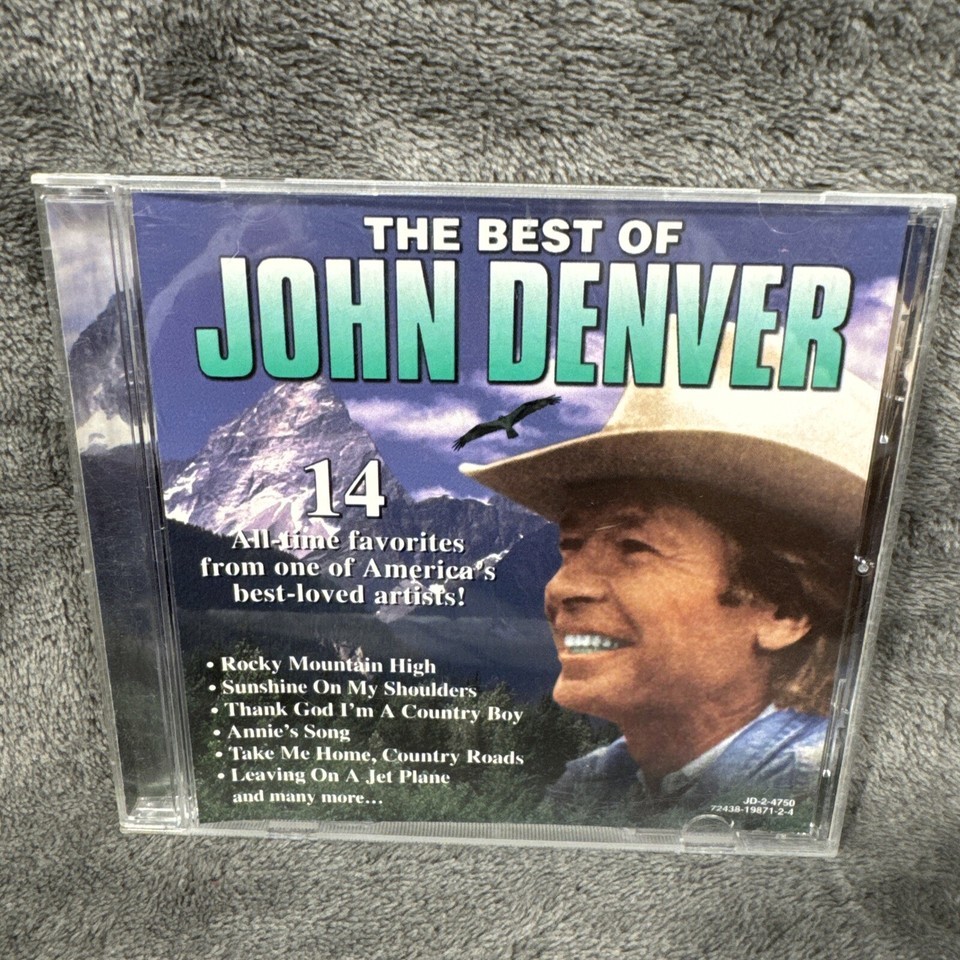 THE BEST OF
JOHN DENVER
14
All-time favorites
from one of America's
best-loved artists!
• Rocky Mountain High
• Sunshine On My Shoulders
• Thank God I'm A Country Boy
• Annie's Song
• Take Me Home, Country Roads
• Leaving On A Jet Plane
and many more...
JD-2-4750
72438-19871-2-4